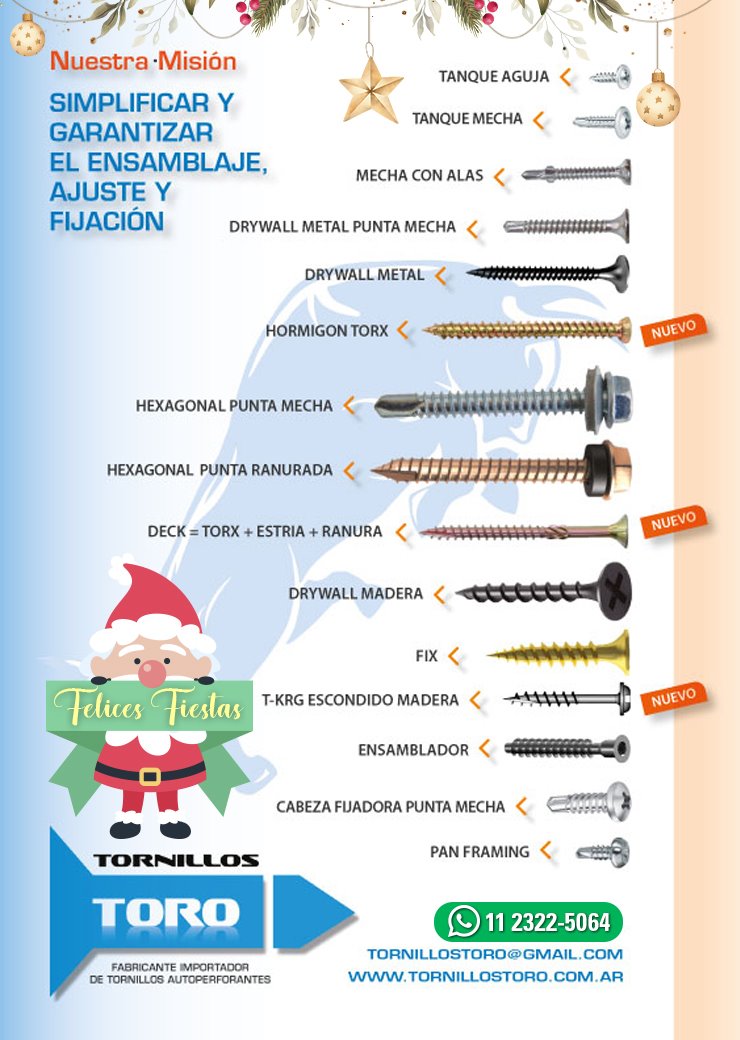 Nuestra·Misión
SIMPLIFICAR Y
GARANTIZAR
EL ENSAMBLAJE,
AJUSTE Y
FIJACIÓN
TANQUE AGUJA
TANQUE MECHA
MECHA CON ALAS
DRYWALL METAL PUNTA MECHA
DRYWALL METAL
HORMIGON TORX
NUEVO
HEXAGONAL PUNTA MECHA
HEXAGONAL PUNTA RANURADA
DECK = TORX + ESTRIA + RANURA
NUEVO
DRYWALL MADERA
FIX
T-KRG ESCONDIDO MADERA
NUEVO
ENSAMBLADOR
CABEZA FIJADORA PUNTA MECHA
PAN FRAMING
Felices Fiestas
TORNILLOS
TORO
FABRICANTE IMPORTADOR
DE TORNILLOS AUTOPERFORANTES
11 2322-5064
TORNILLOSTORO@GMAIL.COM
WWW.TORNILLOSTORO.COM.AR